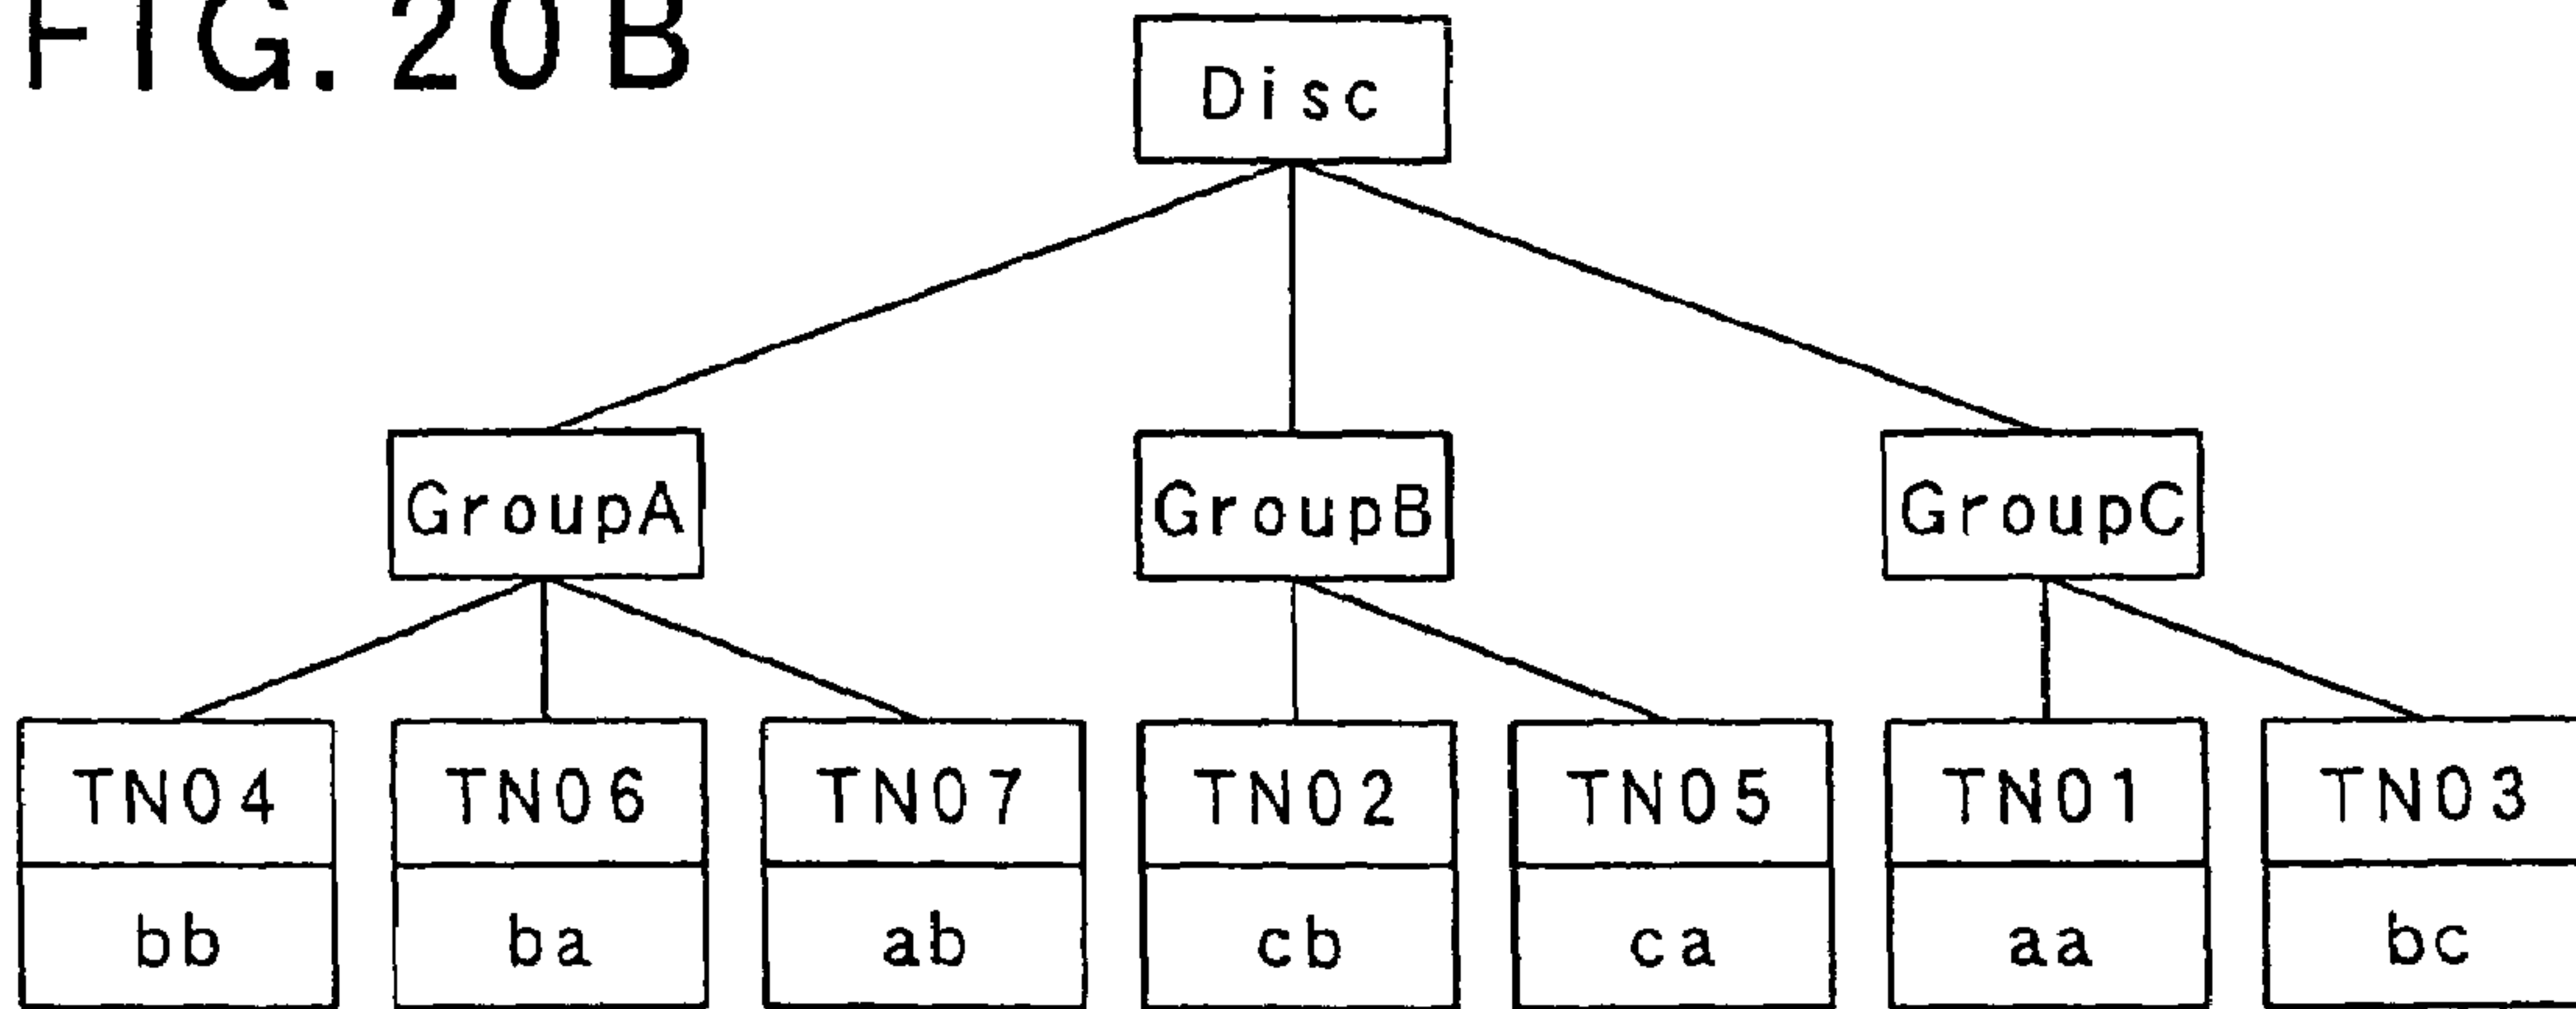 FIG. 20B
Disc
GroupA GroupB GroupC
TN04 TN06 TN07 TN02 TN05 TN01 TN03
bb ba ab cb ca aa bc